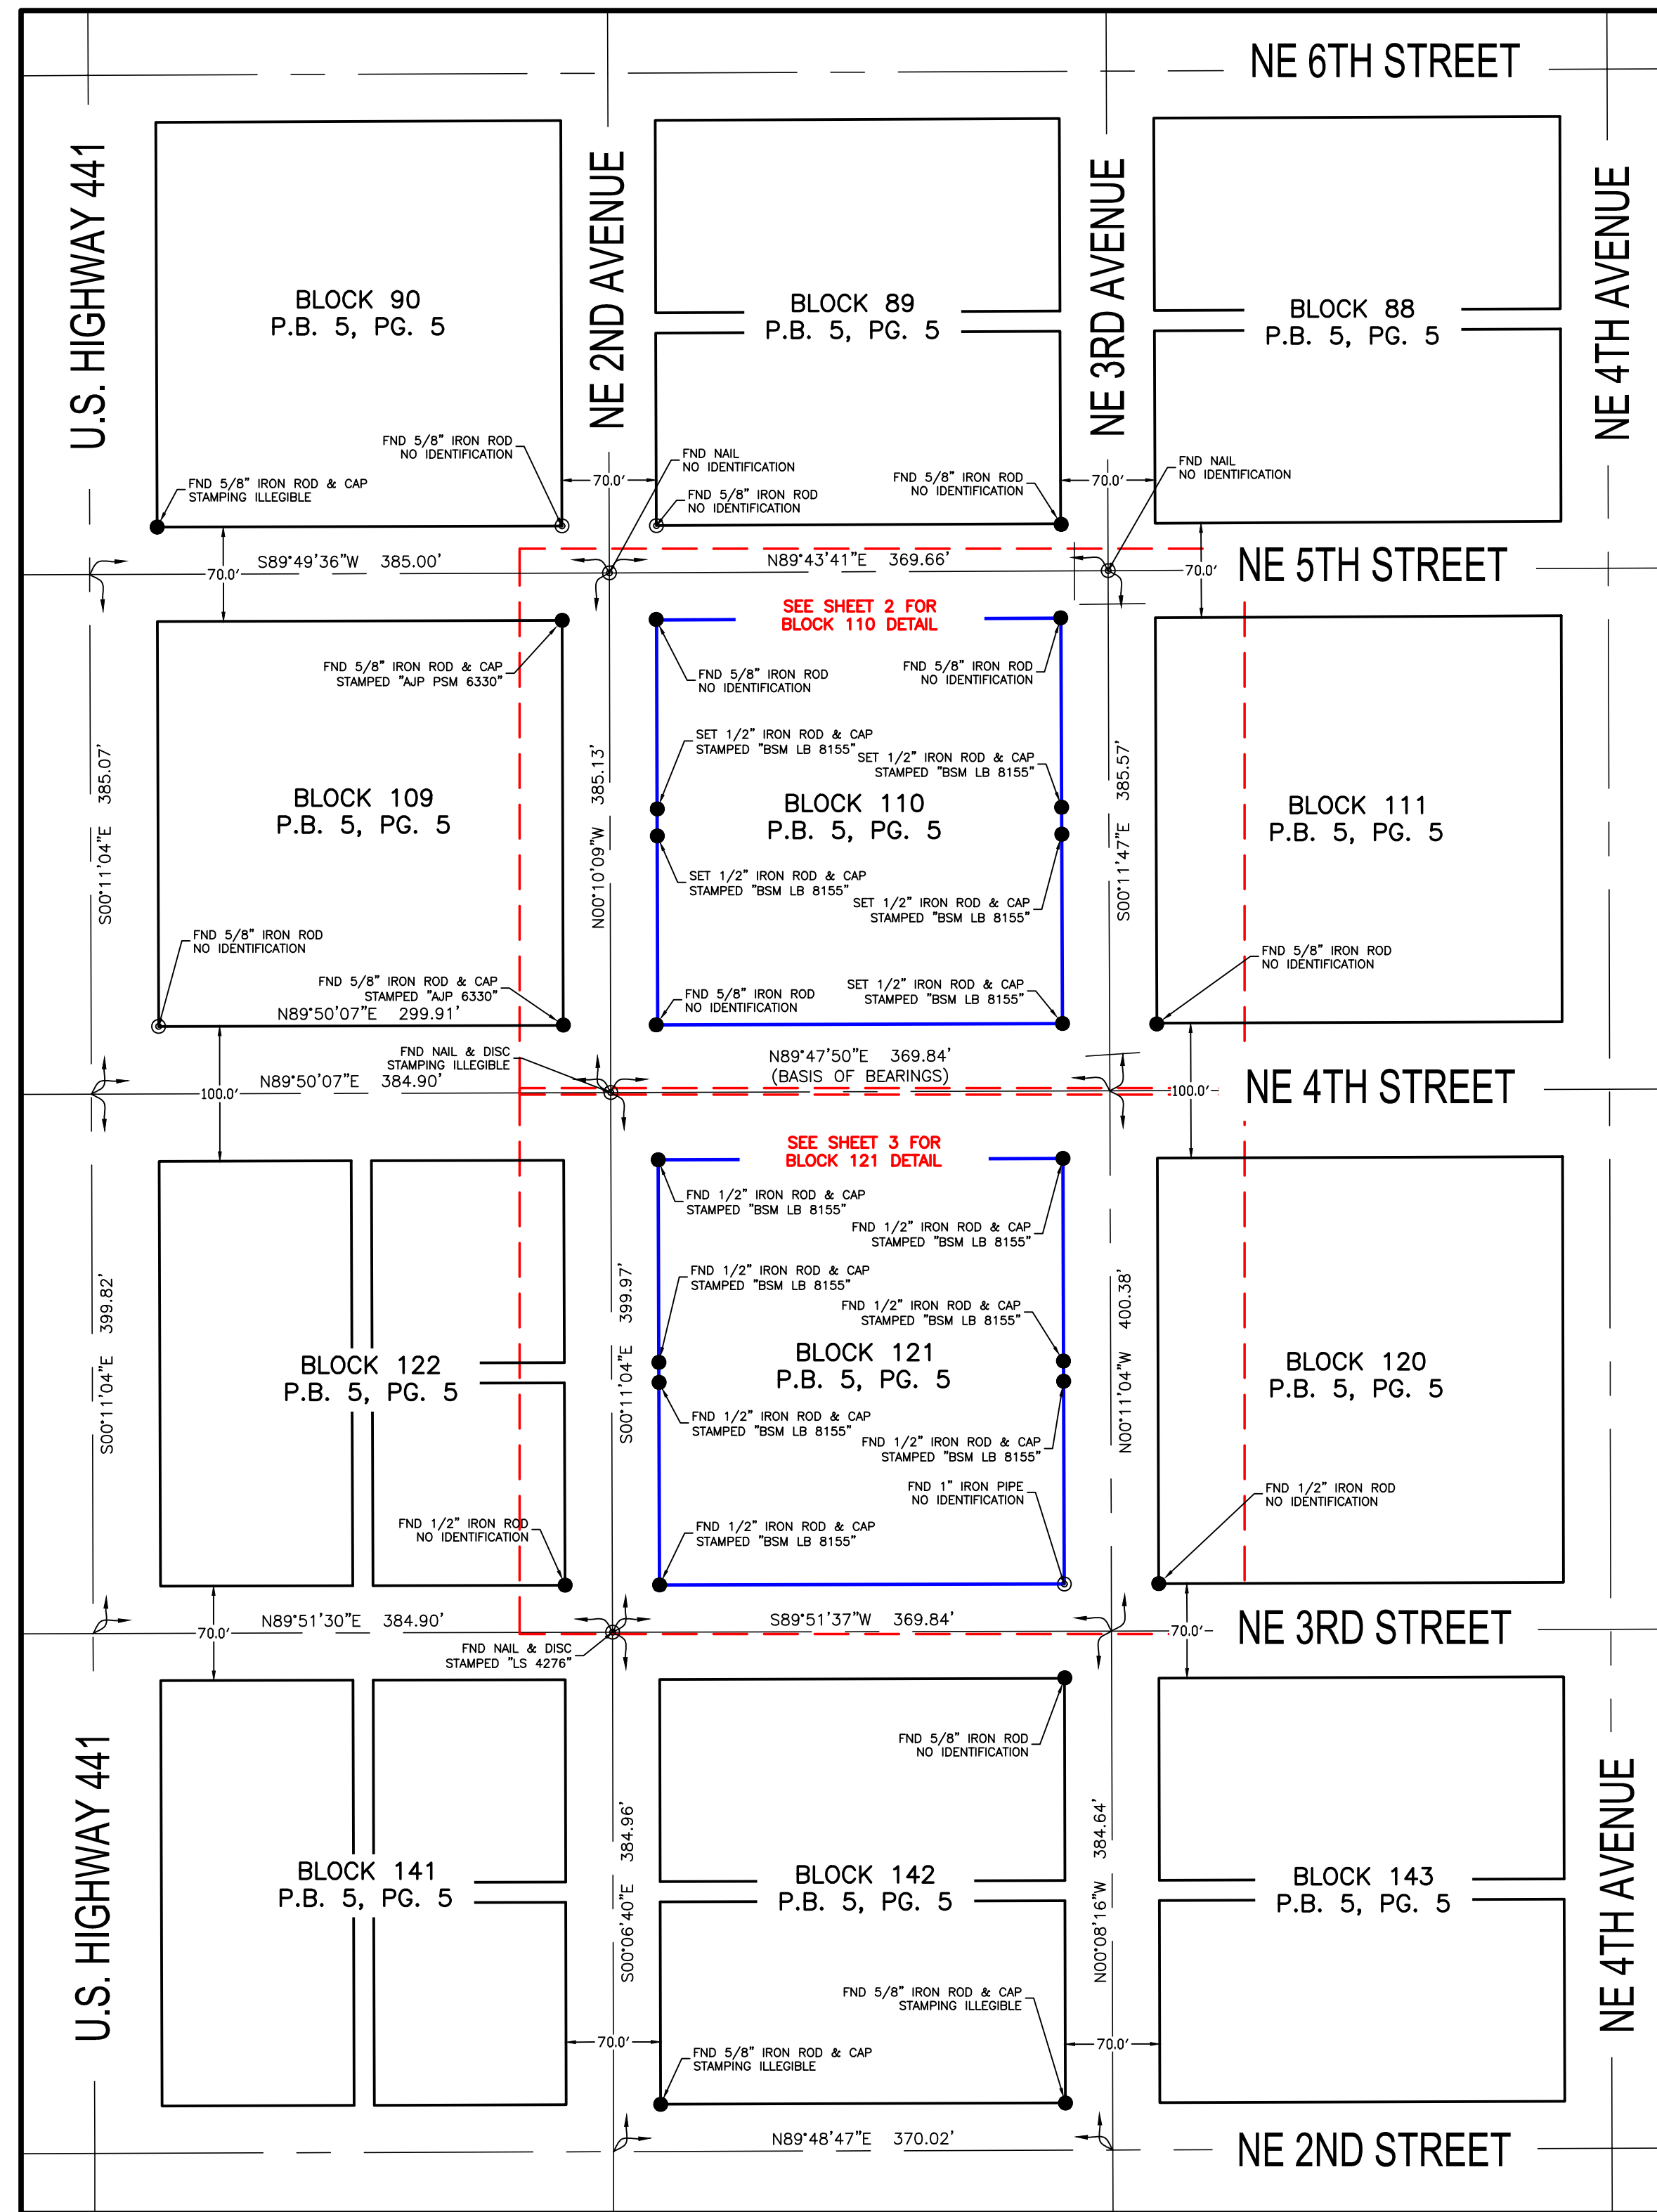 NE 6TH STREET
U.S. HIGHWAY 441
NE 2ND AVENUE
NE 3RD AVENUE
NE 4TH AVENUE
BLOCK 90
P.B. 5, PG. 5
BLOCK 89
P.B. 5, PG. 5
BLOCK 88
P.B. 5, PG. 5
FND 5/8" IRON ROD & CAP
STAMPING ILLEGIBLE
FND 5/8" IRON ROD
NO IDENTIFICATION
70.0'
FND NAIL
NO IDENTIFICATION
FND 5/8" IRON ROD
NO IDENTIFICATION
FND 5/8" IRON ROD
NO IDENTIFICATION
70.0'
FND NAIL
NO IDENTIFICATION
70.0'
S89°49'36"W 385.00'
N89°43'41"E 369.66'
70.0'
NE 5TH STREET
SEE SHEET 2 FOR
BLOCK 110 DETAIL
FND 5/8" IRON ROD & CAP
STAMPED "AJP PSM 6330"
FND 5/8" IRON ROD
NO IDENTIFICATION
FND 5/8" IRON ROD
NO IDENTIFICATION
S00°11'04"E 385.07'
BLOCK 109
P.B. 5, PG. 5
N00°10'09"W 385.13'
SET 1/2" IRON ROD & CAP
STAMPED "BSM LB 8155"
SET 1/2" IRON ROD & CAP
STAMPED "BSM LB 8155"
BLOCK 110
P.B. 5, PG. 5
SET 1/2" IRON ROD & CAP
STAMPED "BSM LB 8155"
SET 1/2" IRON ROD & CAP
STAMPED "BSM LB 8155"
S00°11'47"E 385.57'
BLOCK 111
P.B. 5, PG. 5
FND 5/8" IRON ROD
NO IDENTIFICATION
FND 5/8" IRON ROD & CAP
STAMPED "AJP 6330"
N89°50'07"E 299.91'
FND 5/8" IRON ROD
NO IDENTIFICATION
SET 1/2" IRON ROD & CAP
STAMPED "BSM LB 8155"
FND 5/8" IRON ROD
NO IDENTIFICATION
FND NAIL & DISC
STAMPING ILLEGIBLE
N89°50'07"E 384.90'
100.0'
N89°47'50"E 369.84'
(BASIS OF BEARINGS)
100.0'
NE 4TH STREET
SEE SHEET 3 FOR
BLOCK 121 DETAIL
FND 1/2" IRON ROD & CAP
STAMPED "BSM LB 8155"
FND 1/2" IRON ROD & CAP
STAMPED "BSM LB 8155"
S00°11'04"E 399.82'
BLOCK 122
P.B. 5, PG. 5
S00°11'04"E 399.97'
FND 1/2" IRON ROD & CAP
STAMPED "BSM LB 8155"
FND 1/2" IRON ROD & CAP
STAMPED "BSM LB 8155"
BLOCK 121
P.B. 5, PG. 5
FND 1/2" IRON ROD & CAP
STAMPED "BSM LB 8155"
FND 1/2" IRON ROD & CAP
STAMPED "BSM LB 8155"
N00°11'04"W 400.38'
BLOCK 120
P.B. 5, PG. 5
FND 1" IRON PIPE
NO IDENTIFICATION
FND 1/2" IRON ROD
NO IDENTIFICATION
FND 1/2" IRON ROD
NO IDENTIFICATION
FND 1/2" IRON ROD & CAP
STAMPED "BSM LB 8155"
N89°51'30"E 384.90'
70.0'
FND NAIL & DISC
STAMPED "LS 4276"
S89°51'37"W 369.84'
70.0'
NE 3RD STREET
FND 5/8" IRON ROD
NO IDENTIFICATION
U.S. HIGHWAY 441
BLOCK 141
P.B. 5, PG. 5
S00°06'40"E 384.96'
BLOCK 142
P.B. 5, PG. 5
N00°08'16"W 384.64'
BLOCK 143
P.B. 5, PG. 5
NE 4TH AVENUE
FND 5/8" IRON ROD & CAP
STAMPING ILLEGIBLE
70.0'
FND 5/8" IRON ROD & CAP
STAMPING ILLEGIBLE
70.0'
N89°48'47"E 370.02'
NE 2ND STREET